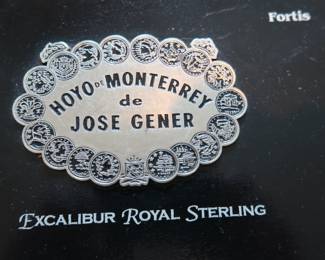 Fortis
HOYO DE MONTERREY
de
JOSE GENER
EXCALIBUR ROYAL STERLING